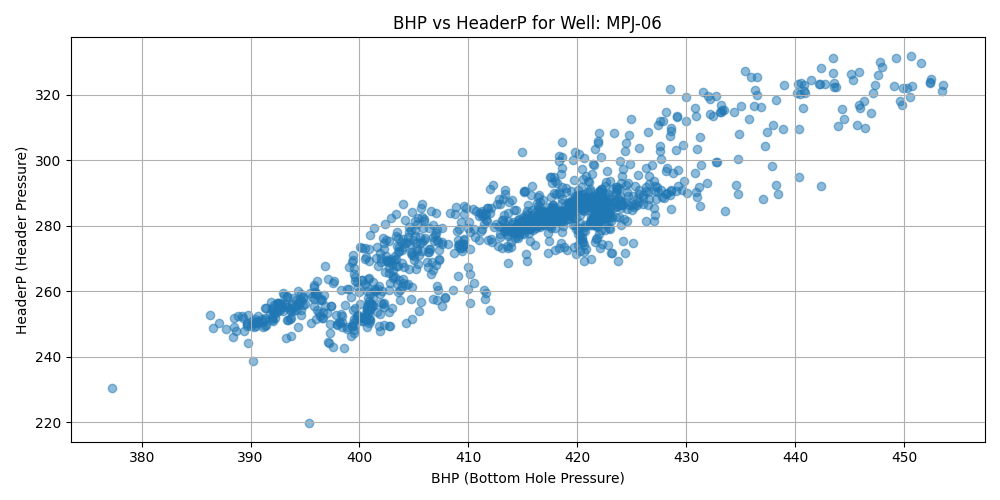 BHP vs HeaderP for Well: MPJ-06
HeaderP (Header Pressure)
320
300
280
260
240
220
380 390 400 410 420 430 440 450
BHP (Bottom Hole Pressure)